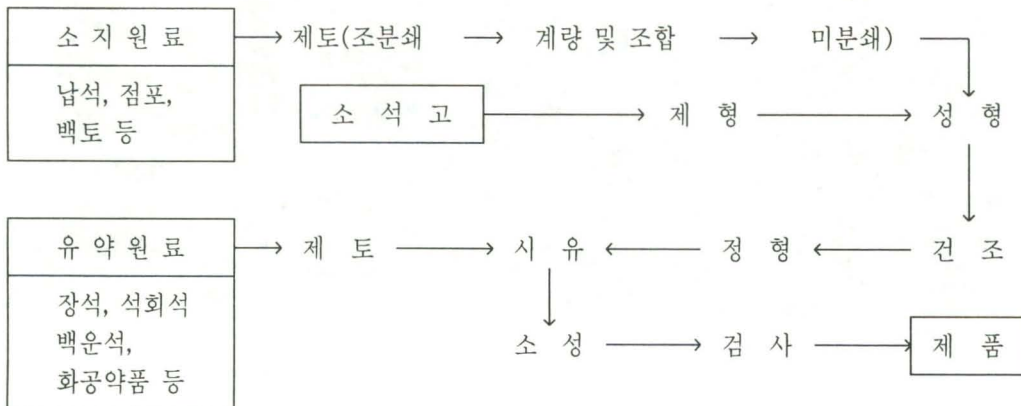 소 지 원 료 제토(조분쇄 계량 및 조합 미분쇄)
납석, 점포,
백토 등
소 석 고 제 형 성 형
유 약 원 료 제 토 시 유 정 형 건 조
장석, 석회석
백운석,
화공약품 등
소 성 검 사 제 품